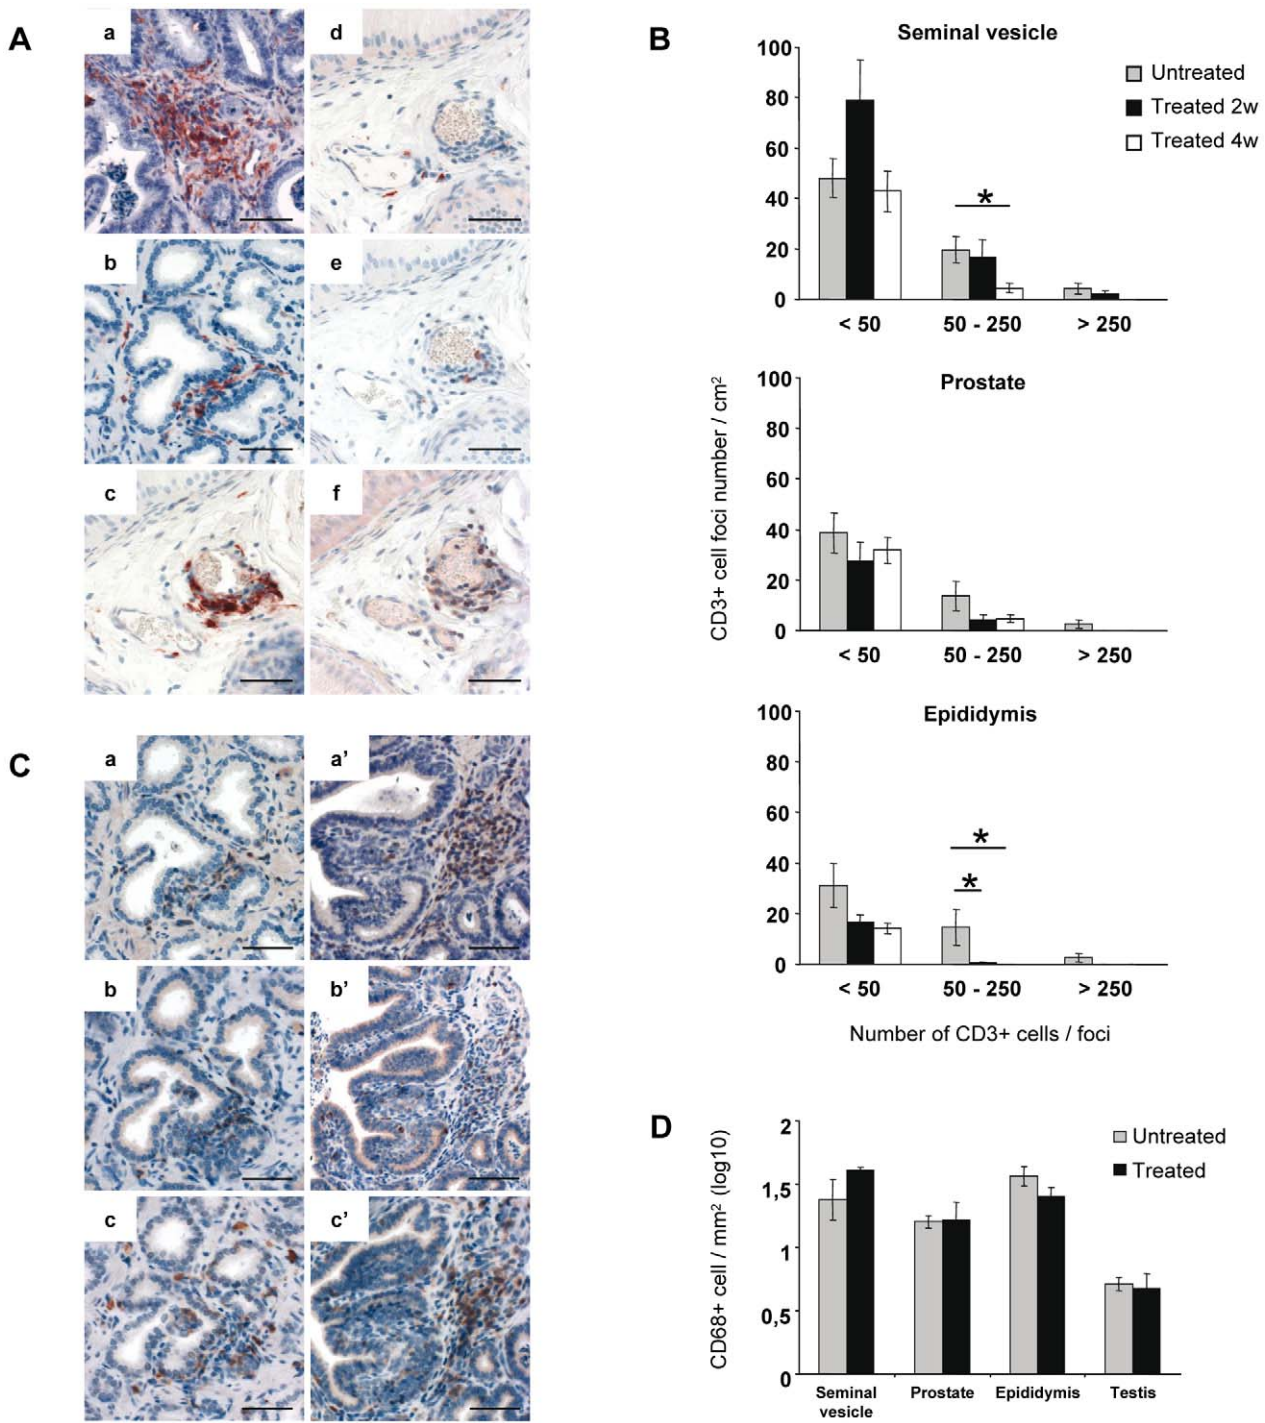 A
a
d
b
e
c
f
B
Seminal vesicle
Untreated
Treated 2w
Treated 4w
100
80
60
40
20
0
< 50
50 - 250
> 250
*
CD3+ cell foci number / cm²
Prostate
100
80
60
40
20
0
< 50
50 - 250
> 250
Epididymis
100
80
60
40
20
0
*
*
< 50
50 - 250
> 250
Number of CD3+ cells / foci
C
a
a’
b
b’
c
c’
D
CD68+ cell / mm² (log10)
2
1,5
1
0,5
0
Untreated
Treated
Seminal
vesicle
Prostate
Epididymis
Testis